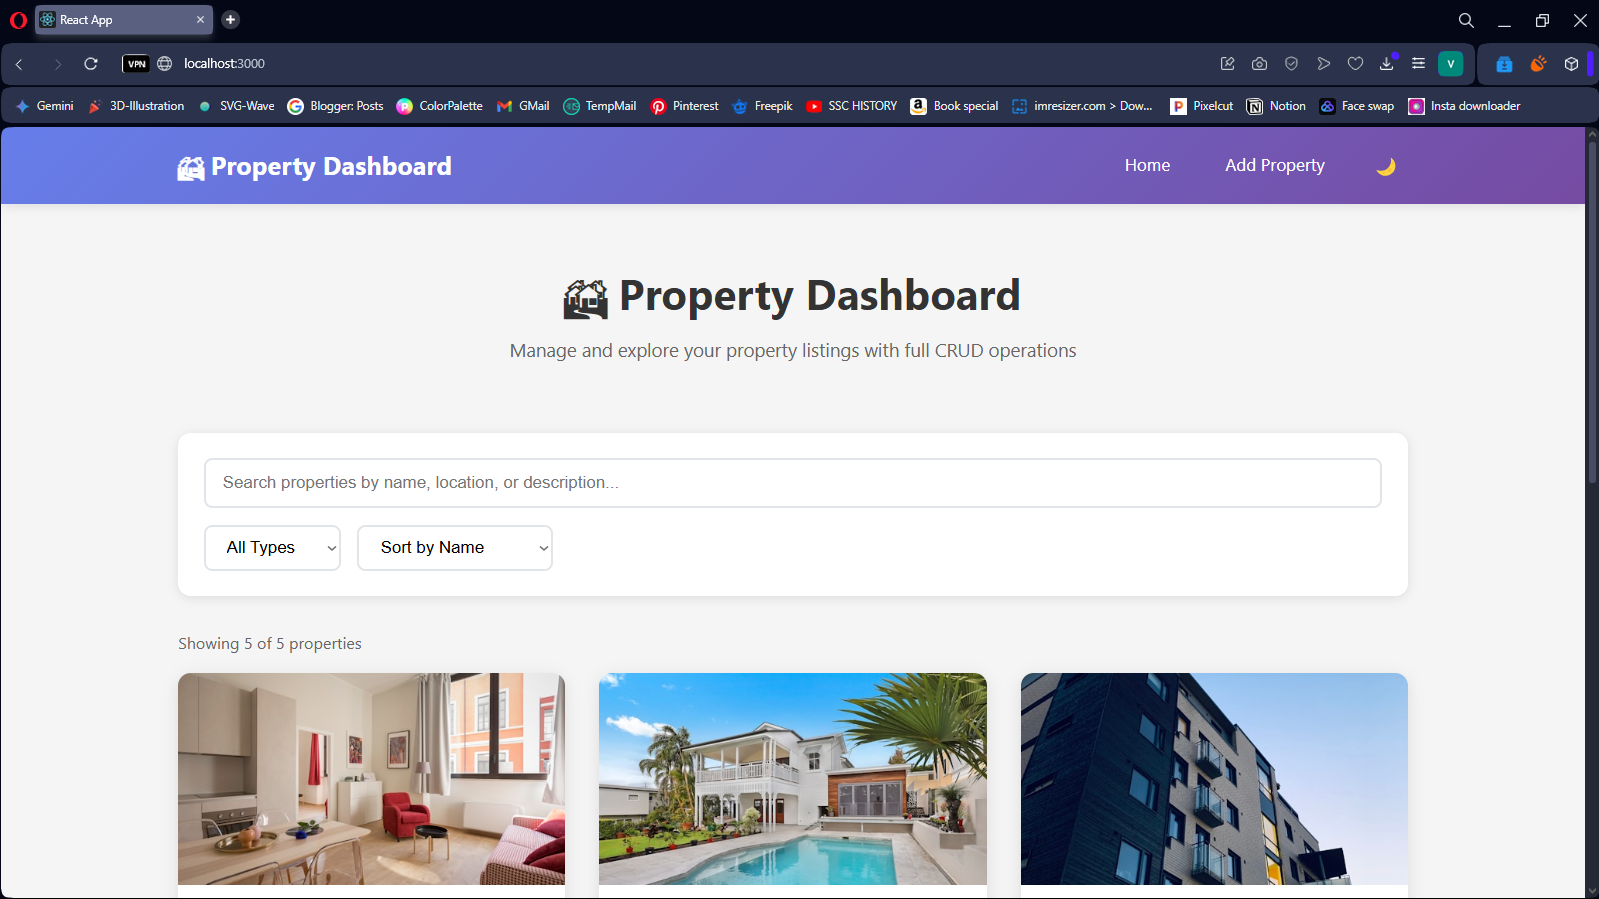 React App
VPN
localhost:3000
V
Gemini
3D-Illustration
SVG-Wave
Blogger: Posts
ColorPalette
GMail
TempMail
Pinterest
Freepik
SSC HISTORY
Book special
imresizer.com > Dow...
Pixelcut
Notion
Face swap
Insta downloader
Property Dashboard
Home
Add Property
Property Dashboard
Manage and explore your property listings with full CRUD operations
Search properties by name, location, or description...
All Types
Sort by Name
Showing 5 of 5 properties